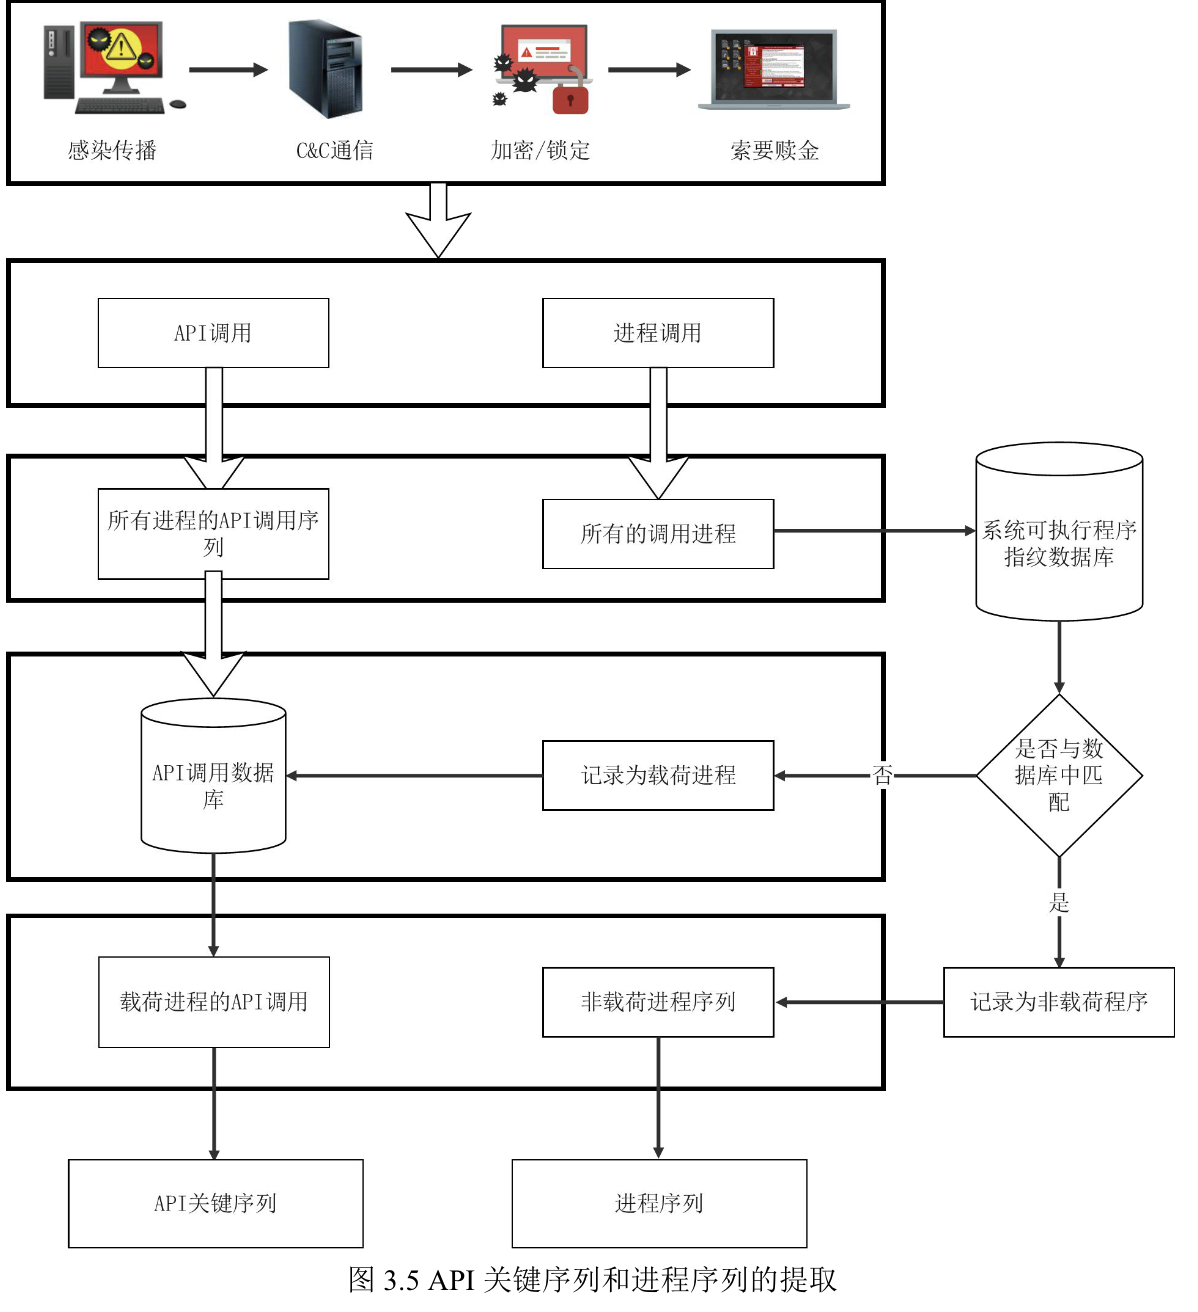 感染传播
C&C通信
加密/锁定
索要赎金
API调用
进程调用
所有进程的API调用序
列
所有的调用进程
系统可执行程序
指纹数据库
API调用数据
库
记录为载荷进程
否
是否与数
据库中匹
配
是
载荷进程的API调用
非载荷进程序列
记录为非载荷程序
API关键序列
进程序列
图 3.5 API 关键序列和进程序列的提取